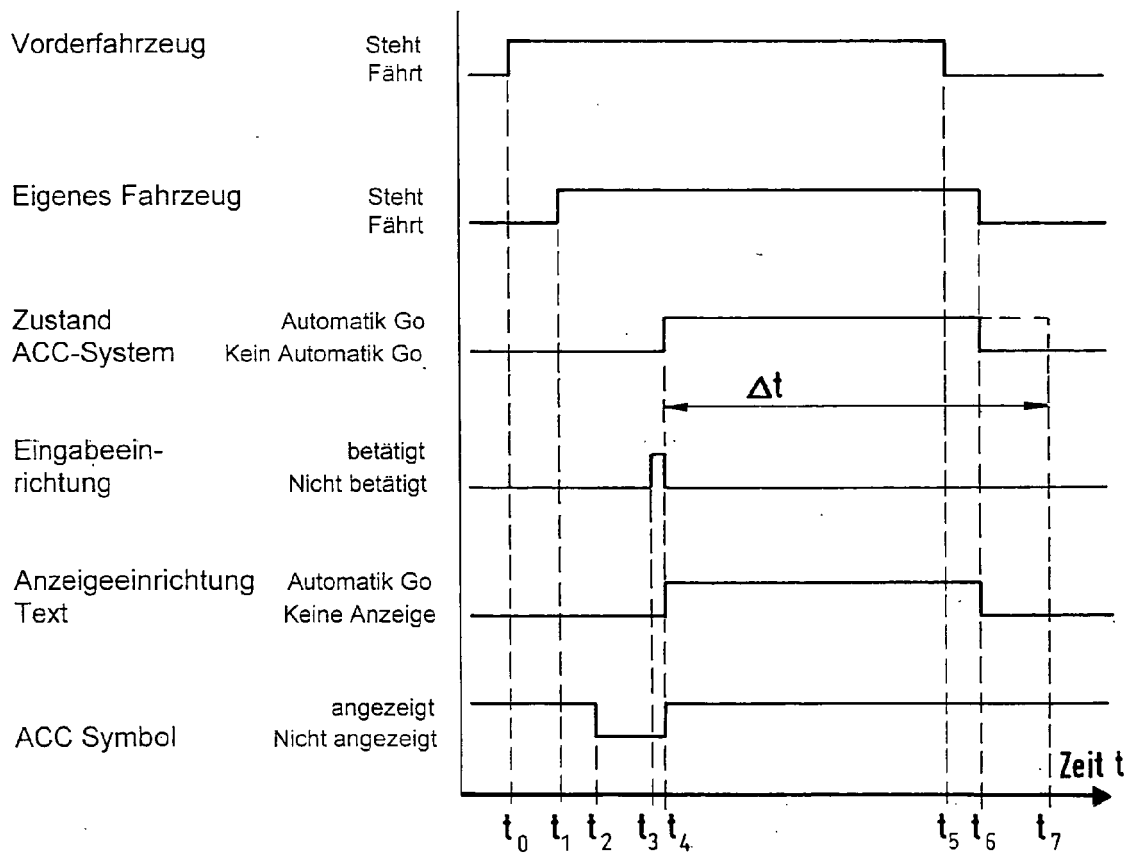 Vorderfahrzeug Steht
Fährt
Eigenes Fahrzeug Steht
Fährt
Zustand Automatik Go
ACC-System Kein Automatik Go
Δt
Eingabeein- betätigt
richtung Nicht betätigt
Anzeigeeinrichtung Automatik Go
Text Keine Anzeige
angezeigt
ACC Symbol Nicht angezeigt
Zeit t
t₀ t₁ t₂ t₃ t₄ t₅ t₆ t₇